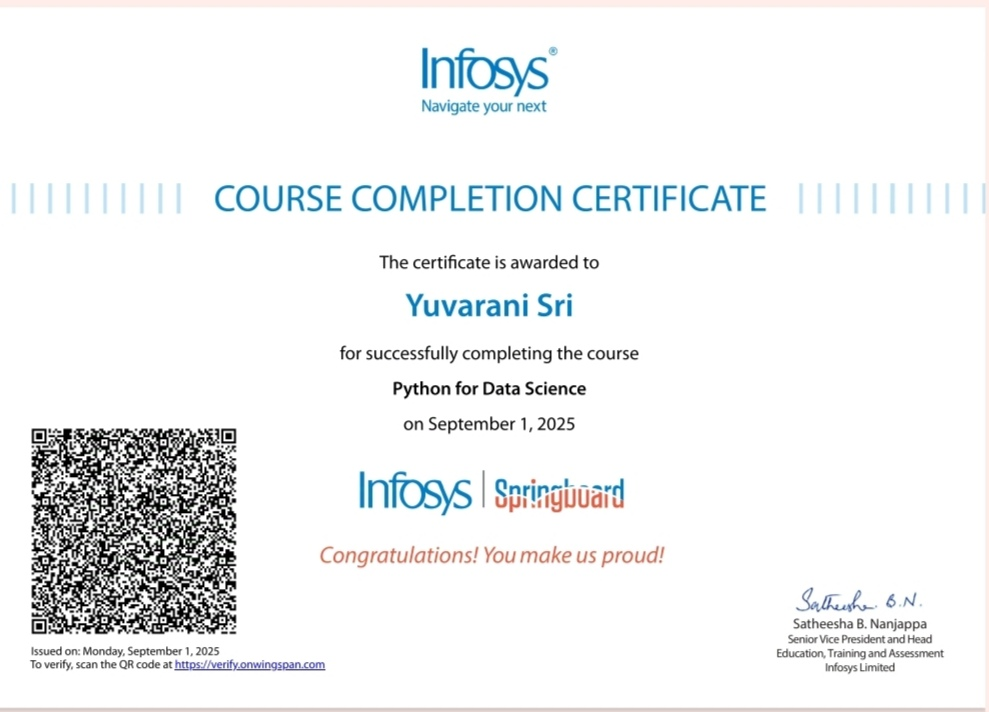 Infosys®
Navigate your next
COURSE COMPLETION CERTIFICATE
The certificate is awarded to
Yuvarani Sri
for successfully completing the course
Python for Data Science
on September 1, 2025
Infosys | Springboard
Congratulations! You make us proud!
Issued on: Monday, September 1, 2025
To verify, scan the QR code at https://verify.onwingspan.com
Satheesha B.N.
Satheesha B. Nanjappa
Senior Vice President and Head
Education, Training and Assessment
Infosys Limited